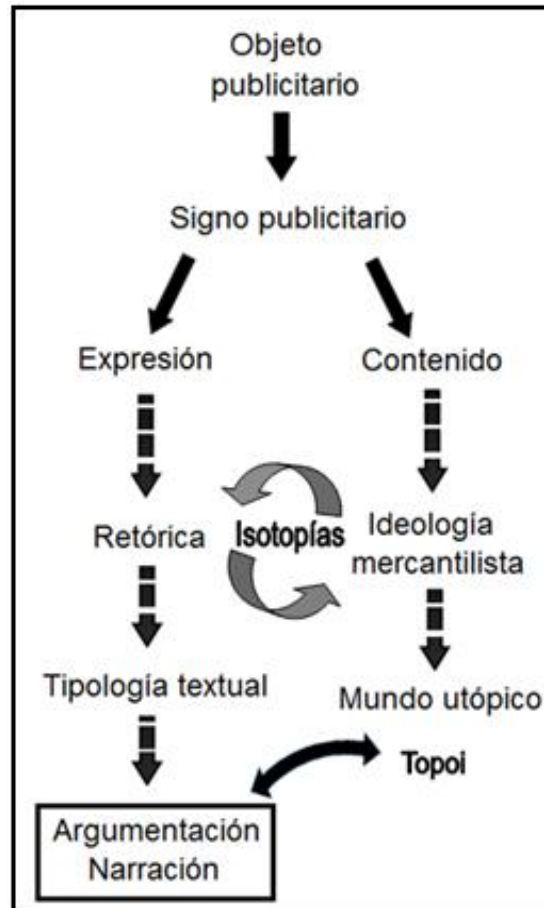 Objeto
publicitario
Signo publicitario
Expresión
Contenido
Retórica
Isotopías
Ideología
mercantilista
Tipología textual
Mundo utópico
Topoi
Argumentación
Narración